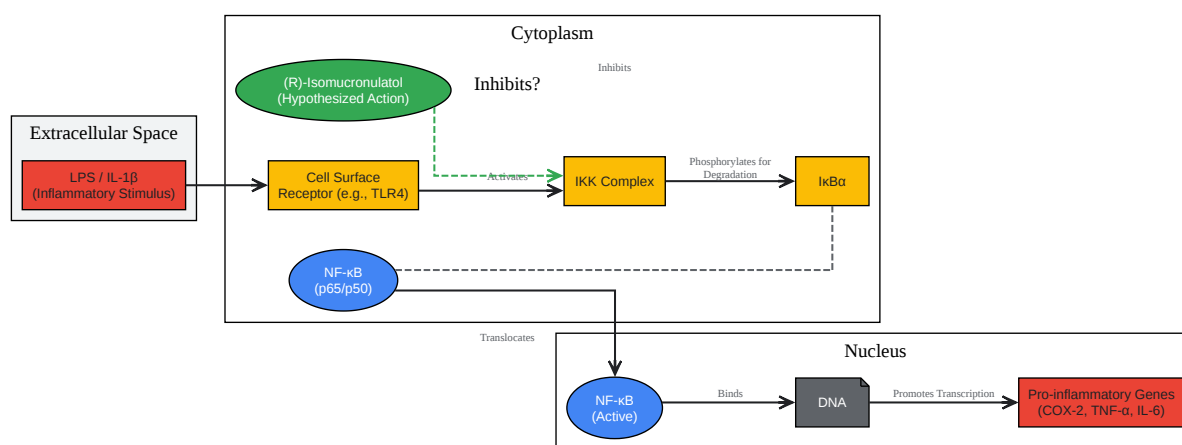 Cytoplasm
(R)-Isomucronulatol
(Hypothesized Action)
Inhibits?
Inhibits
Extracellular Space
LPS / IL-1β
(Inflammatory Stimulus)
Cell Surface
Receptor (e.g., TLR4)
Activates
IKK Complex
Phosphorylates for
Degradation
IκBα
NF-κB
(p65/p50)
Translocates
Nucleus
NF-κB
(Active)
Binds
DNA
Promotes Transcription
Pro-inflammatory Genes
(COX-2, TNF-α, IL-6)